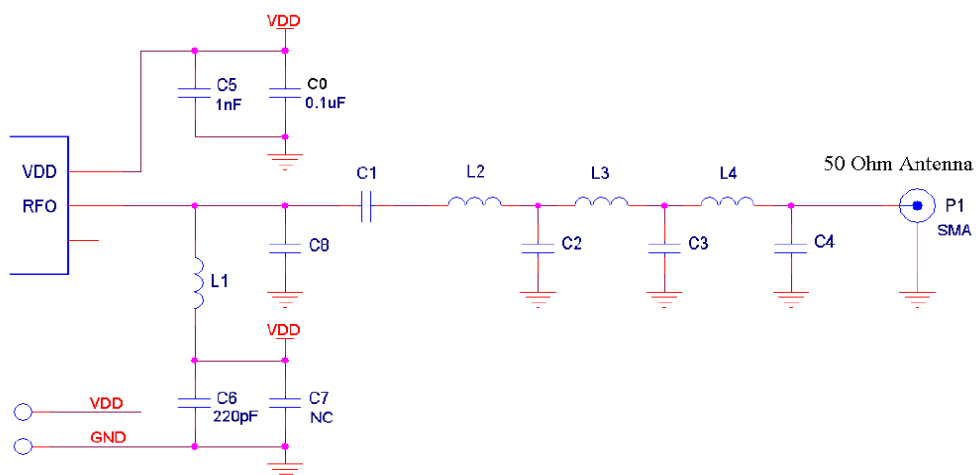 VDD
C5
1nF
C0
0.1uF
VDD
RFO
C1
L2
L3
L4
50 Ohm Antenna
P1
SMA
C8
C2
C3
C4
L1
VDD
C6
220pF
C7
NC
VDD
GND